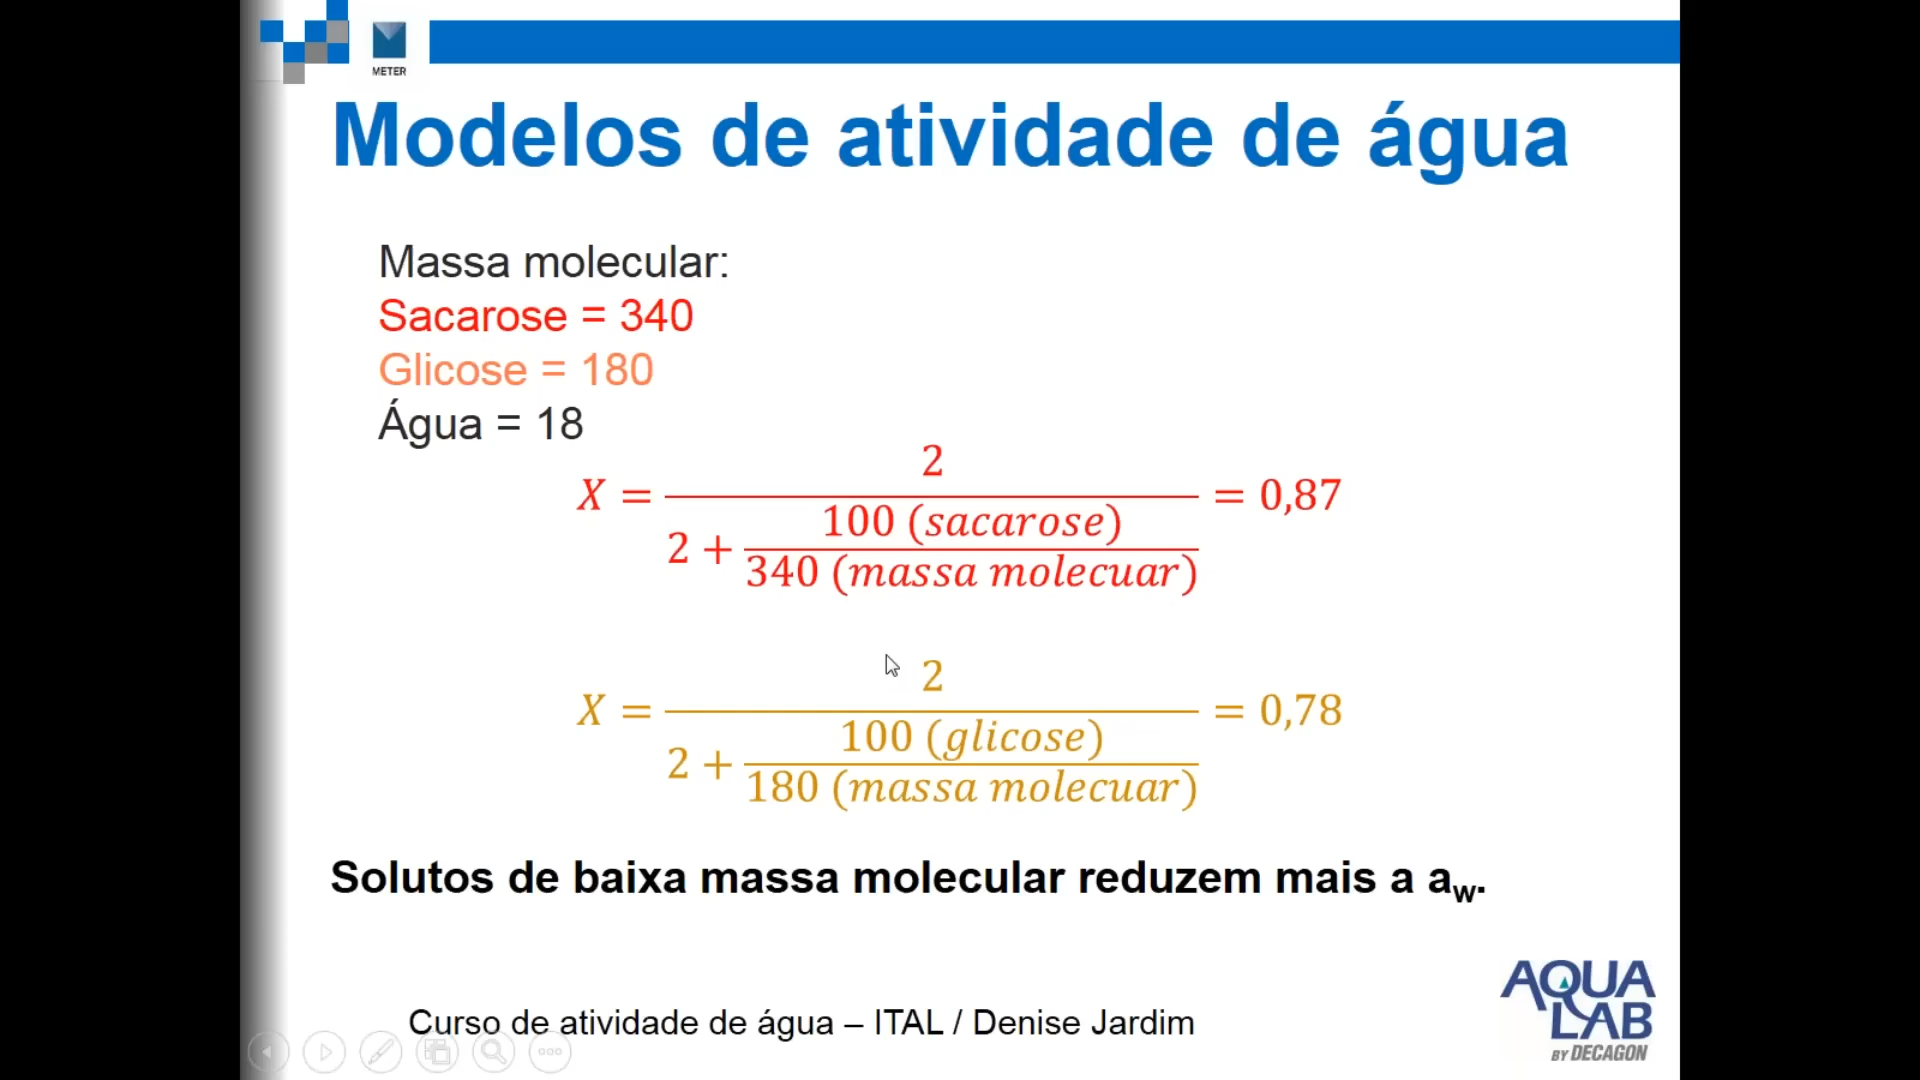 METER
Modelos de atividade de água
Massa molecular:
Sacarose = 340
Glicose = 180
Água = 18
2
X = = 0,87
100 (sacarose)
2 +
340 (massa molecuar)
2
X = = 0,78
100 (glicose)
2 +
180 (massa molecuar)
Solutos de baixa massa molecular reduzem mais a aw.
Curso de atividade de água – ITAL / Denise Jardim
AQUA
LAB
BY DECAGON